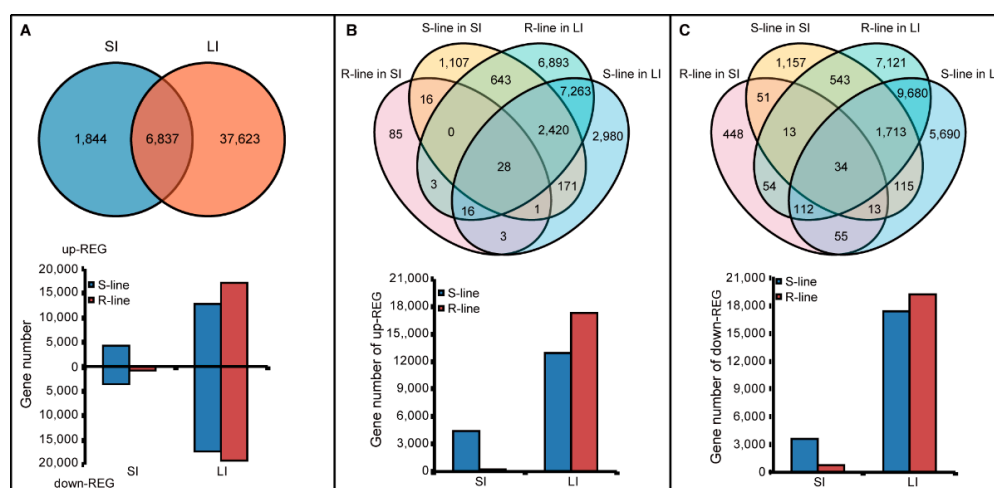 A
SI
LI
1,844
6,837
37,623
up-REG
20,000
15,000
10,000
5,000
0
5,000
10,000
15,000
20,000
Gene number
S-line
R-line
SI
LI
down-REG
B
S-line in SI
R-line in LI
R-line in SI
S-line in LI
1,107
6,893
643
16
7,263
85
0
2,420
2,980
28
3
171
16
1
3
21,000
18,000
15,000
12,000
9,000
6,000
3,000
0
Gene number of up-REG
S-line
R-line
SI
LI
C
S-line in SI
R-line in LI
R-line in SI
S-line in L
1,157
7,121
543
51
9,680
448
13
1,713
5,690
34
54
115
112
13
55
21,000
18,000
15,000
12,000
9,000
6,000
3,000
0
Gene number of down-REG
S-line
R-line
SI
LI